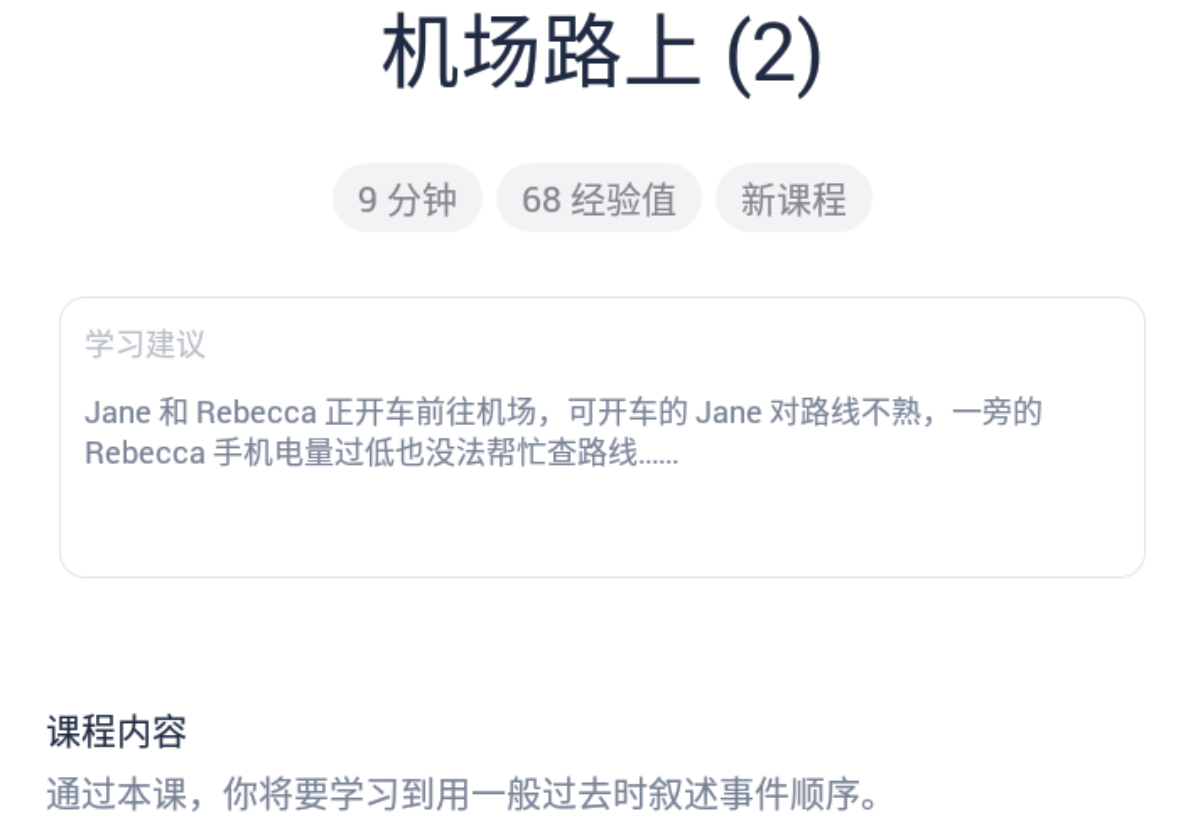 机场路上 (2)
9 分钟 68 经验值 新课程
学习建议
Jane 和 Rebecca 正开车前往机场，可开车的 Jane 对路线不熟，一旁的
Rebecca 手机电量过低也没法帮忙查路线……
课程内容
通过本课，你将要学习到用一般过去时叙述事件顺序。